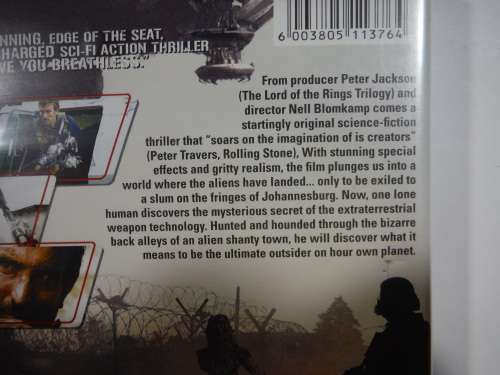 NNING, EDGE OF THE SEAT,
CHARGED SCI-FI ACTION THRILLER
VE YOU BREATHLESS."
6 003805 113764
From producer Peter Jackson
(The Lord of the Rings Trilogy) and
director Nell Blomkamp comes a
startingly original science-fiction
thriller that "soars on the imagination of is creators"
(Peter Travers, Rolling Stone), With stunning special
effects and gritty realism, the film plunges us into a
world where the aliens have landed... only to be exiled to
a slum on the fringes of Johannesburg. Now, one lone
human discovers the mysterious secret of the extraterrestrial
weapon technology. Hunted and hounded through the bizarre
back alleys of an alien shanty town, he will discover what it
means to be the ultimate outsider on hour own planet.